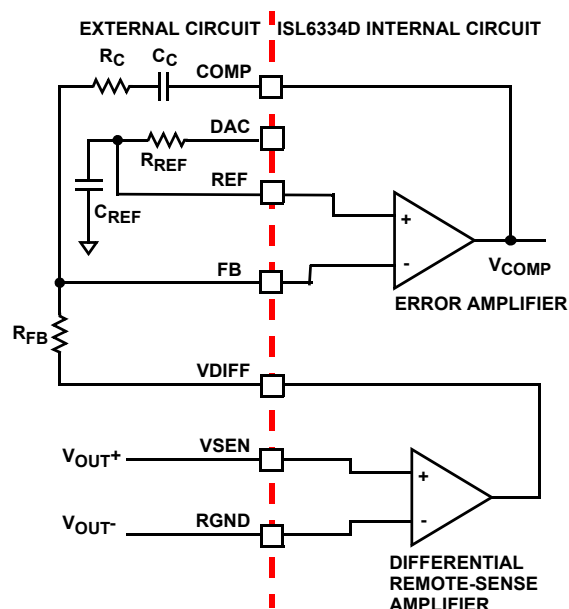 EXTERNAL CIRCUIT
ISL6334D INTERNAL CIRCUIT
RC
CC
COMP
DAC
RREF
REF
CREF
+
-
VCOMP
ERROR AMPLIFIER
FB
RFB
VDIFF
VOUT+
VSEN
+
VOUT-
RGND
-
DIFFERENTIAL
REMOTE-SENSE
AMPLIFIER